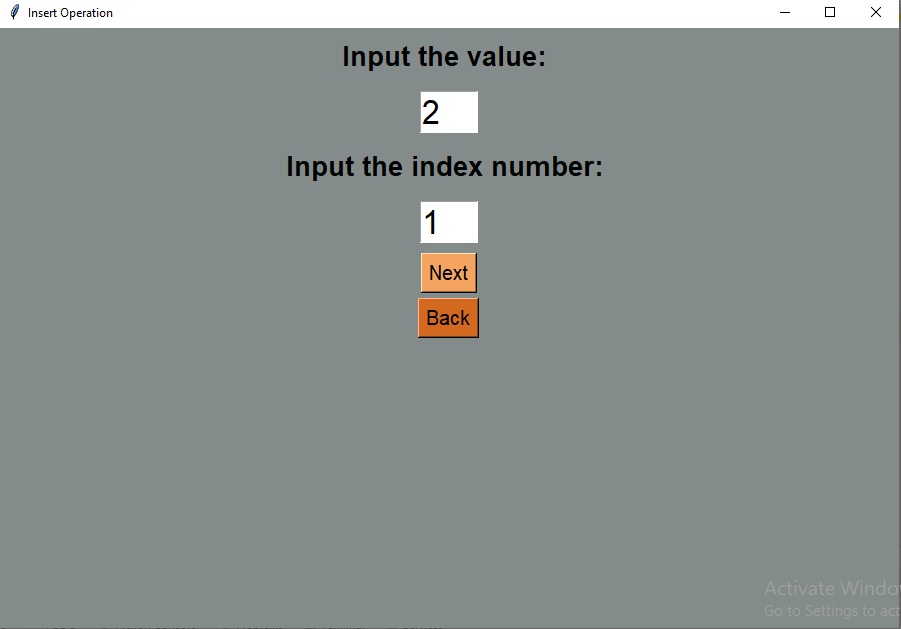 Insert Operation
Input the value:
2
Input the index number:
1
Next
Back
Activate Windo
Go to Settings to act